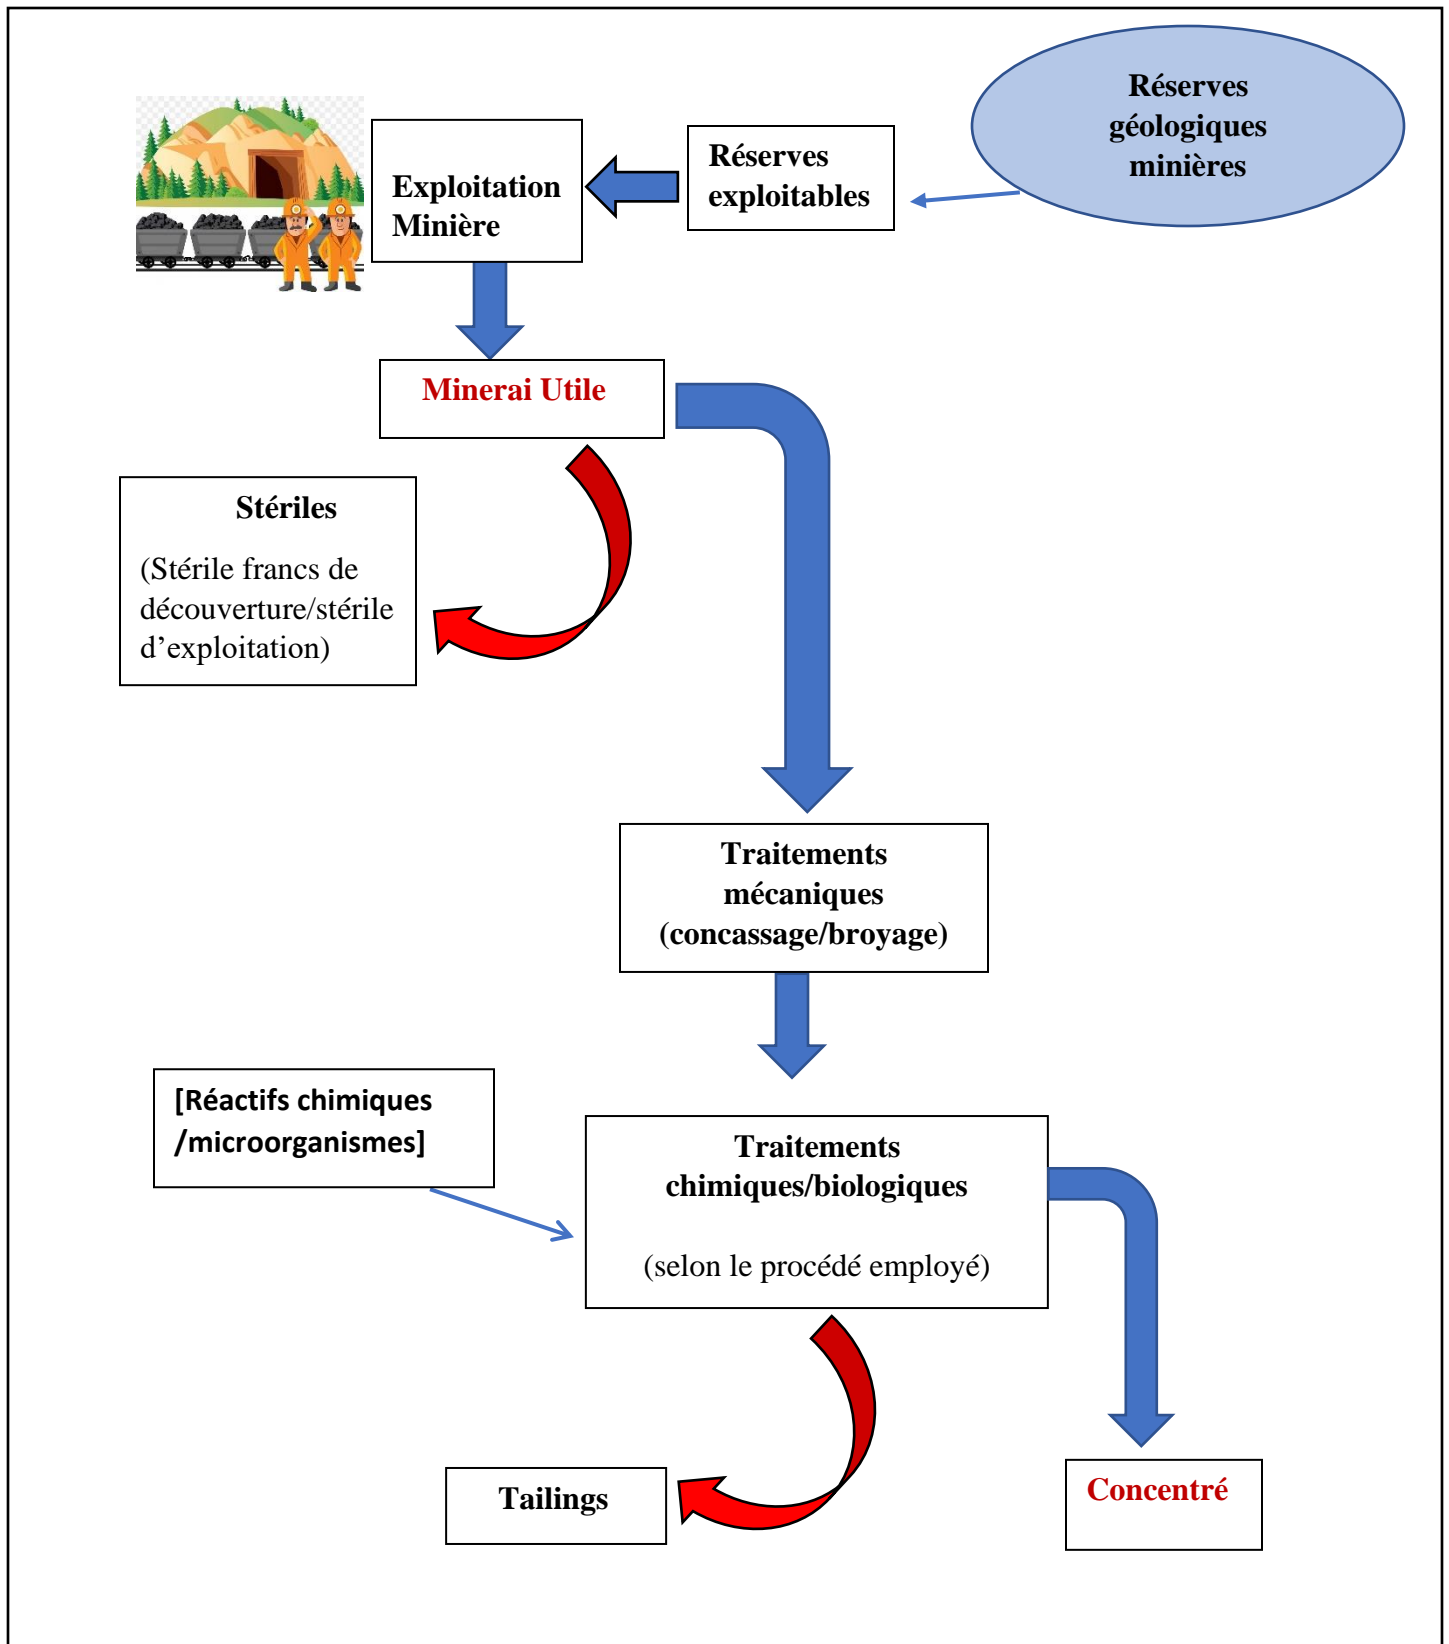 Réserves
géologiques
minières
Réserves
exploitables
Exploitation
Minière
Minerai Utile
Stériles
(Stérile francs de
découverture/stérile
d’exploitation)
Traitements
mécaniques
(concassage/broyage)
[Réactifs chimiques
/microorganismes]
Traitements
chimiques/biologiques
(selon le procédé employé)
Tailings
Concentré